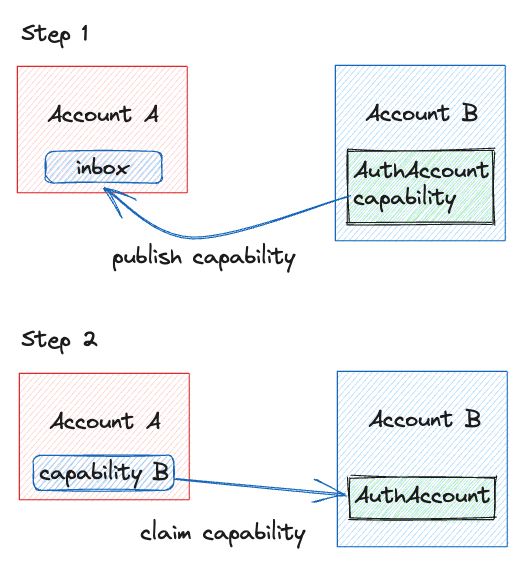 Step 1
Account A
inbox
Account B
AuthAccount
capability
publish capability
Step 2
Account A
capability B
Account B
AuthAccount
claim capability